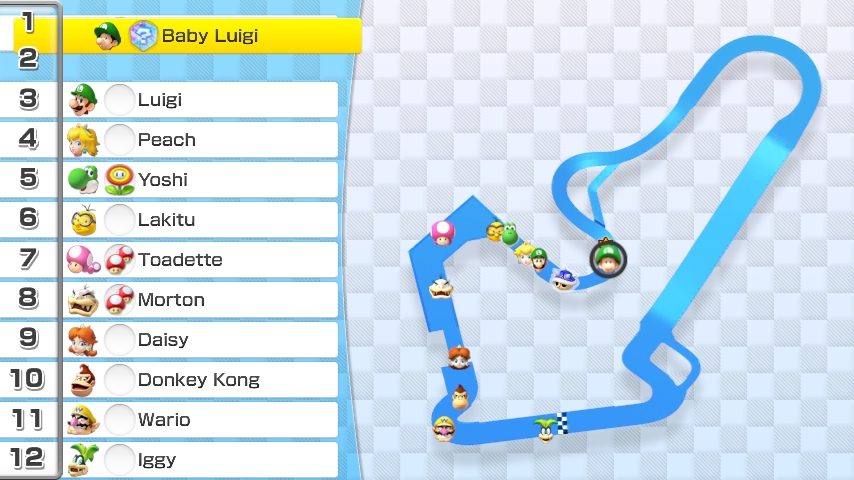 1
Baby Luigi
2
3 Luigi
4 Peach
5 Yoshi
6 Lakitu
7 Toadette
8 Morton
9 Daisy
10 Donkey Kong
11 Wario
12 Iggy